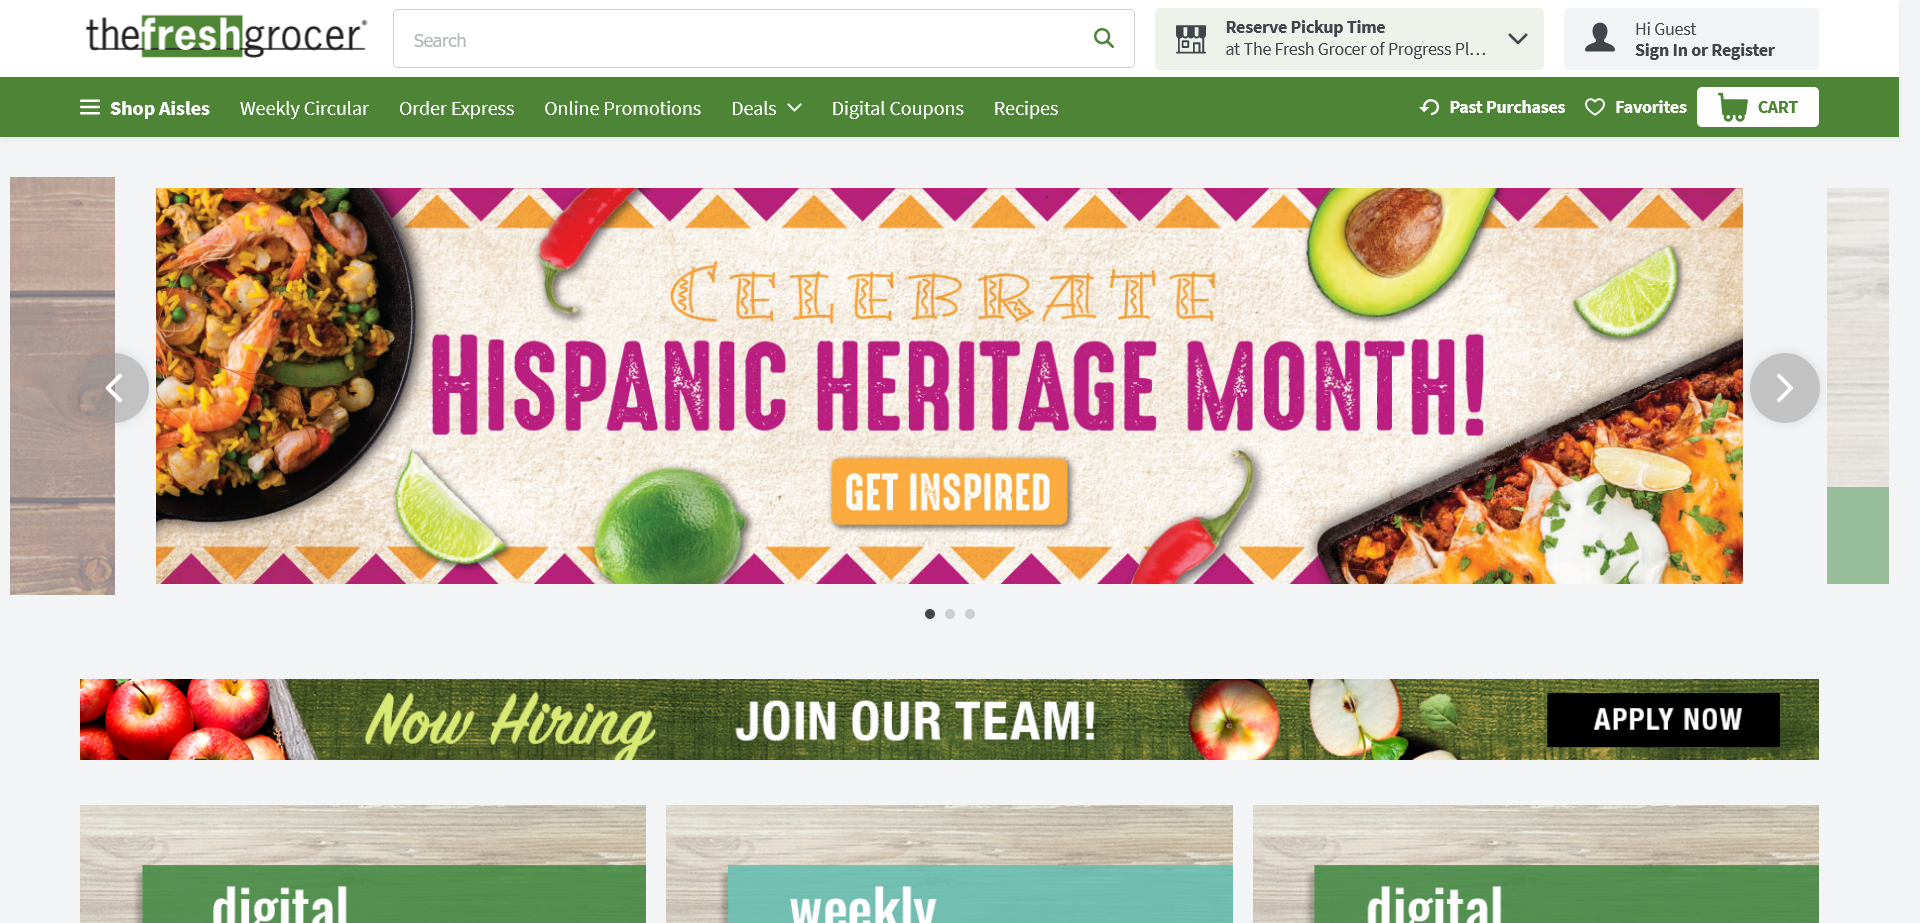 thefreshgrocer®
Search
Reserve Pickup Time
at The Fresh Grocer of Progress Pl...
Hi Guest
Sign In or Register
Shop Aisles
Weekly Circular
Order Express
Online Promotions
Deals
Digital Coupons
Recipes
Past Purchases
Favorites
CART
CELEBRATE
HISPANIC HERITAGE MONTH!
GET INSPIRED
Now Hiring
JOIN OUR TEAM!
APPLY NOW
digital
weekly
digital